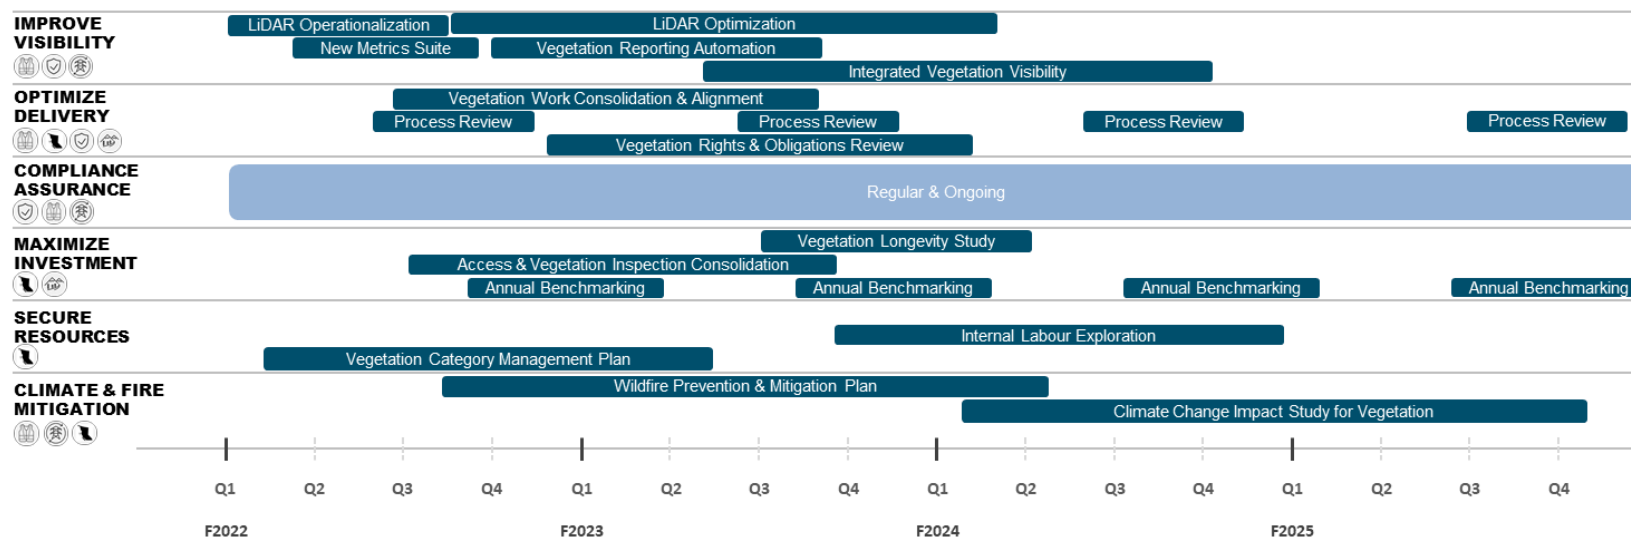 IMPROVE
VISIBILITY
LiDAR Operationalization
LiDAR Optimization
New Metrics Suite
Vegetation Reporting Automation
Integrated Vegetation Visibility
OPTIMIZE
DELIVERY
Vegetation Work Consolidation & Alignment
Process Review
Process Review
Process Review
Process Review
Vegetation Rights & Obligations Review
COMPLIANCE
ASSURANCE
Regular & Ongoing
MAXIMIZE
INVESTMENT
Vegetation Longevity Study
Access & Vegetation Inspection Consolidation
Annual Benchmarking
Annual Benchmarking
Annual Benchmarking
Annual Benchmarking
SECURE
RESOURCES
Internal Labour Exploration
Vegetation Category Management Plan
CLIMATE & FIRE
MITIGATION
Wildfire Prevention & Mitigation Plan
Climate Change Impact Study for Vegetation
Q1 Q2 Q3 Q4 Q1 Q2 Q3 Q4 Q1 Q2 Q3 Q4 Q1 Q2 Q3 Q4
F2022 F2023 F2024 F2025